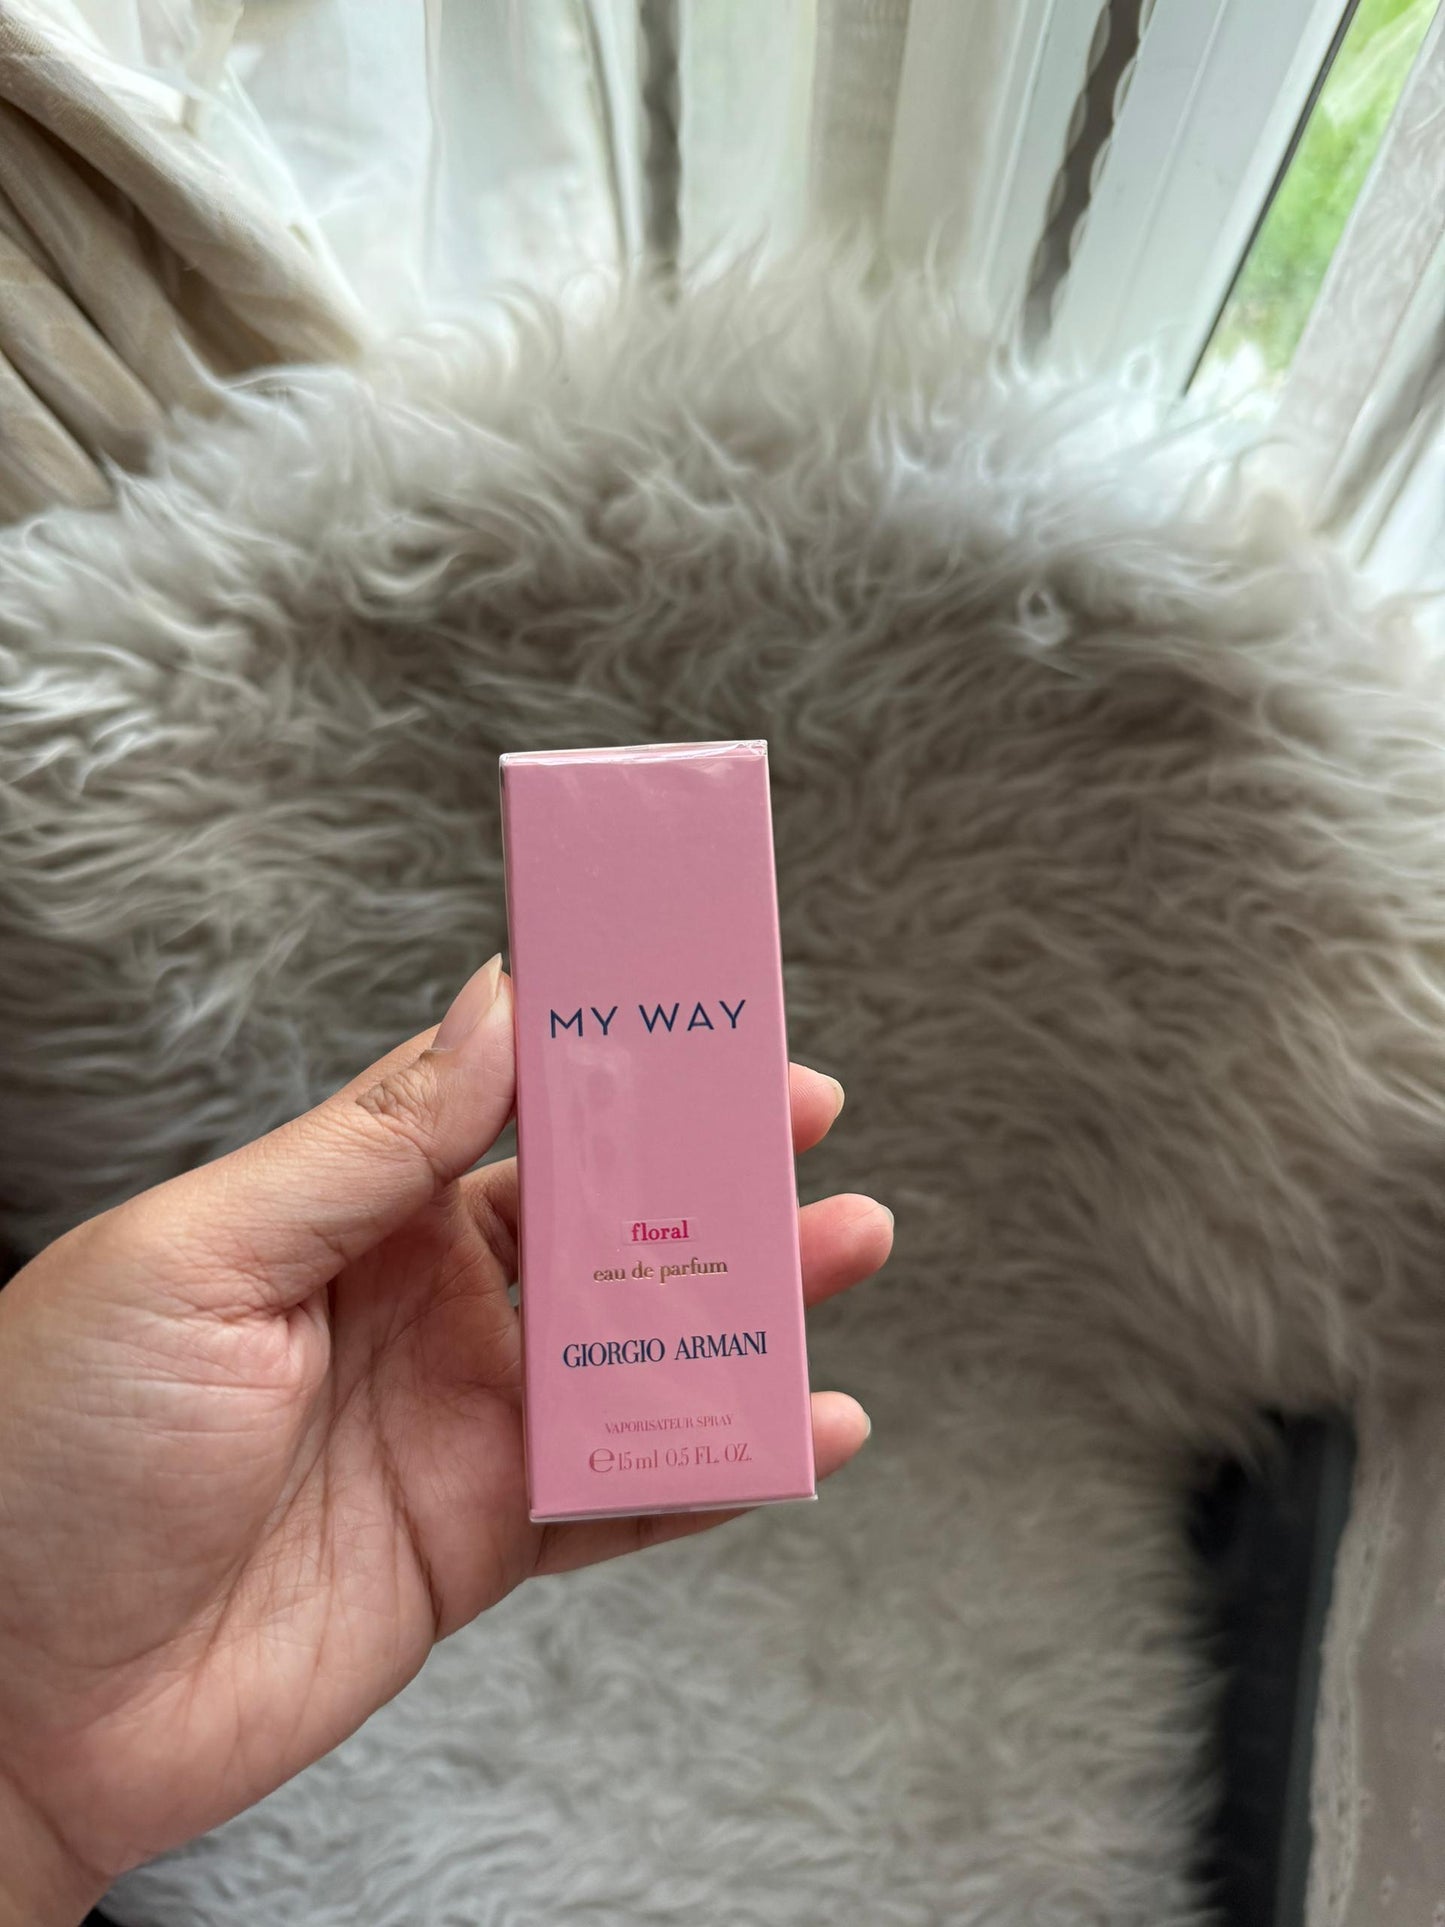 MY WAY
floral
eau de parfum
GIORGIO ARMANI
VAPORISATEUR SPRAY
℮15 ml 0.5 FL. OZ.